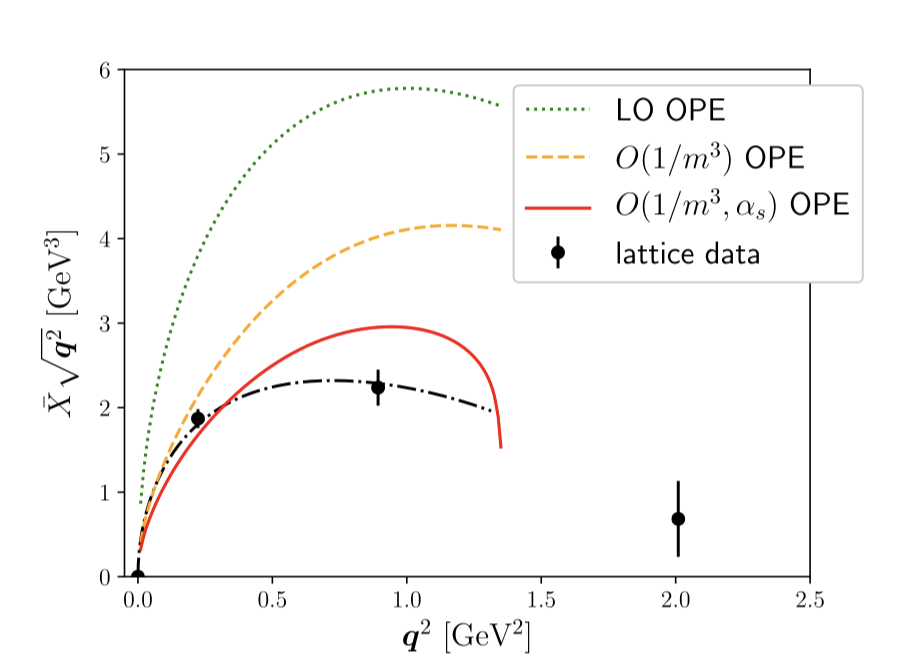 6
5
4
3
2
1
0
0.0 0.5 1.0 1.5 2.0 2.5
X̄√q² [GeV³]
q² [GeV²]
LO OPE
O(1/m³) OPE
O(1/m³, αₛ) OPE
lattice data